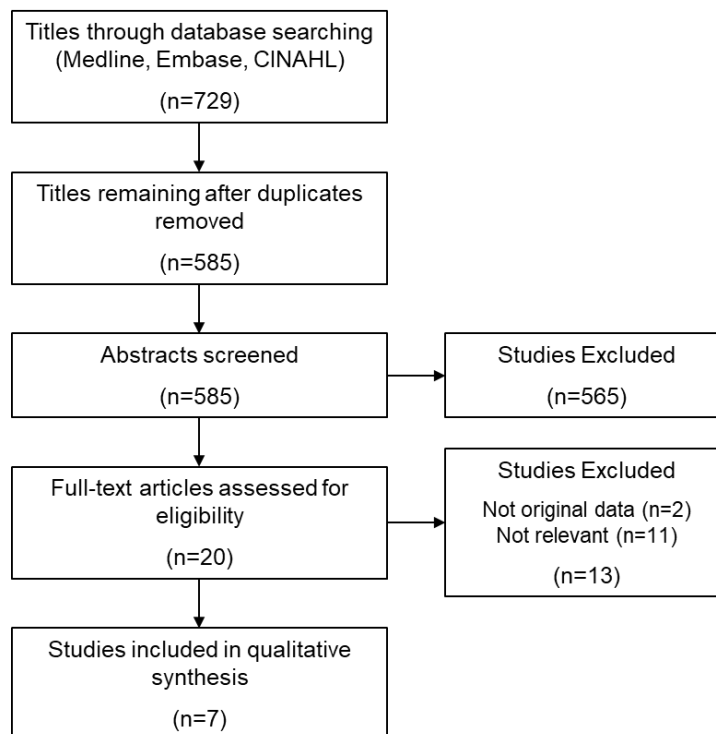 Titles through database searching
(Medline, Embase, CINAHL)
(n=729)
Titles remaining after duplicates
removed
(n=585)
Abstracts screened
(n=585)
Studies Excluded
(n=565)
Full-text articles assessed for
eligibility
(n=20)
Studies Excluded
Not original data (n=2)
Not relevant (n=11)
(n=13)
Studies included in qualitative
synthesis
(n=7)